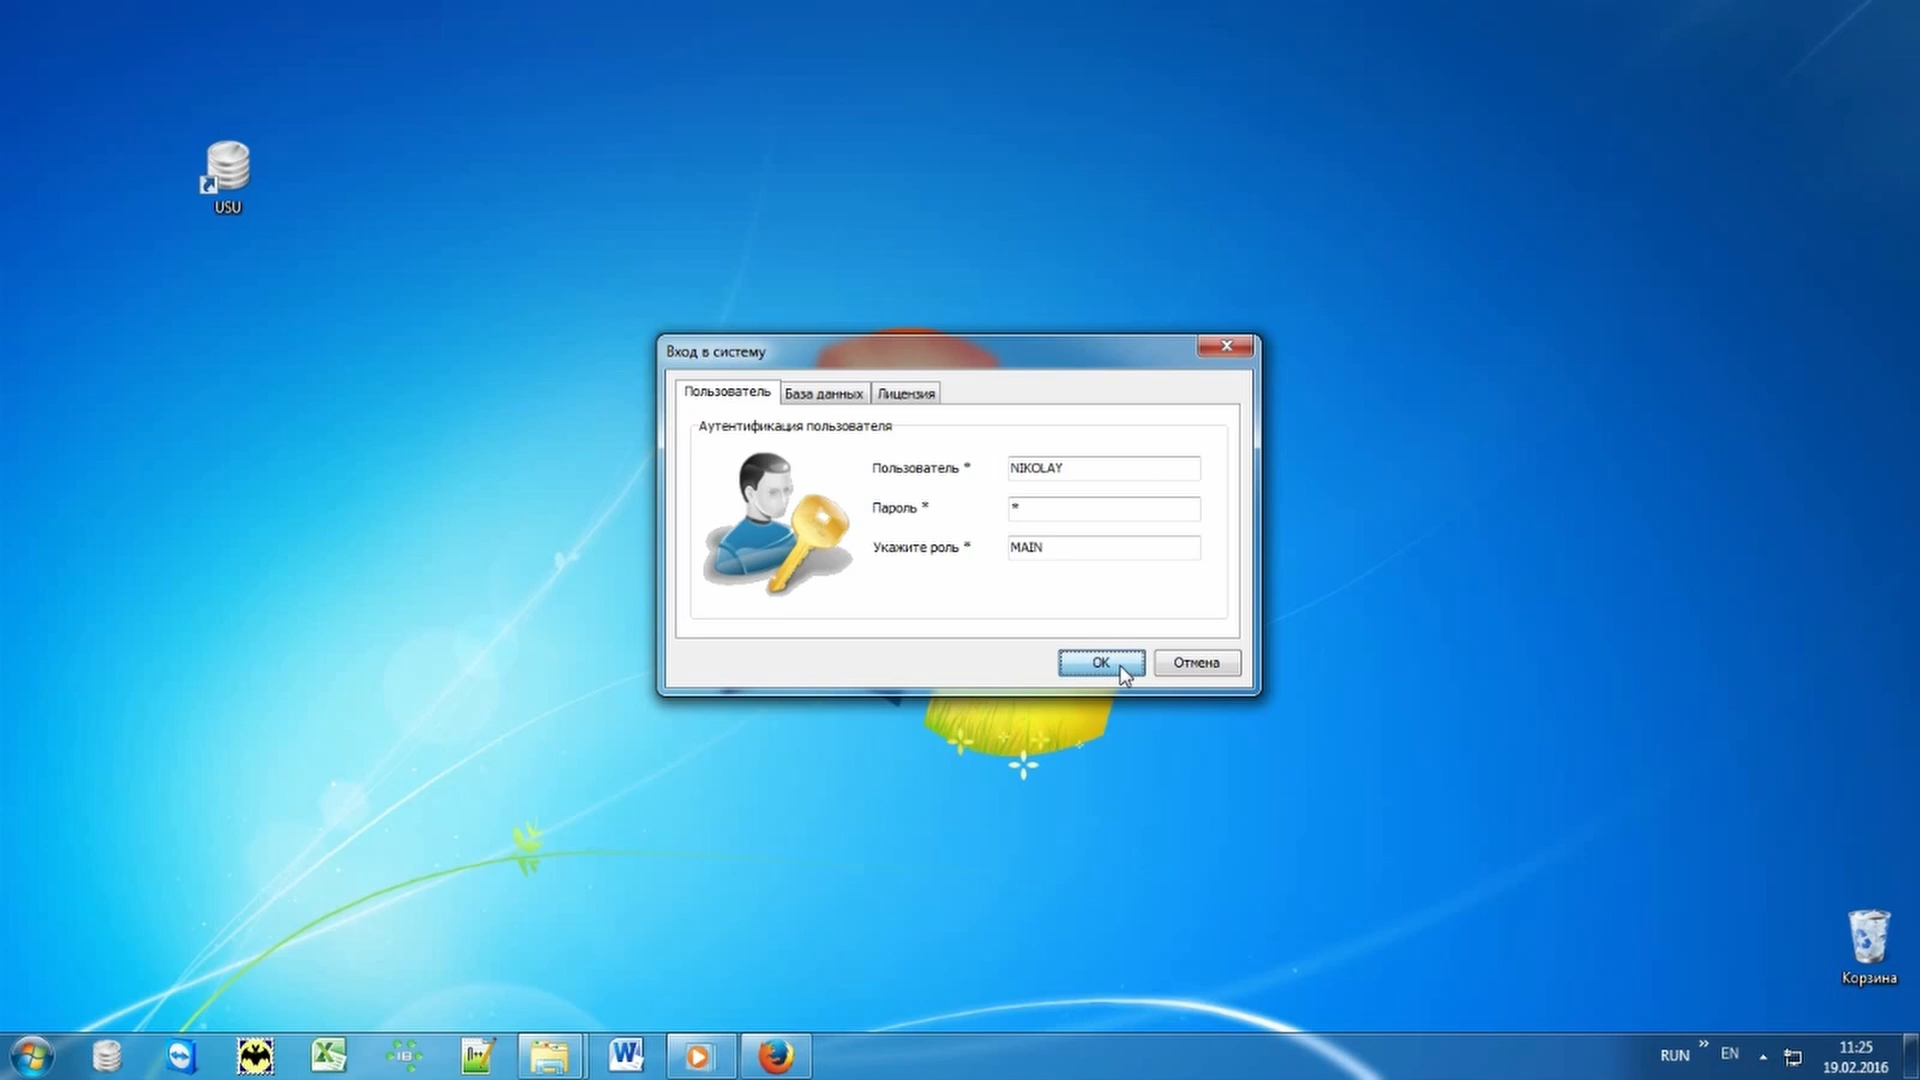 USU
Вход в систему
Пользователь База данных Лицензия
Аутентификация пользователя
Пользователь * NIKOLAY
Пароль * *
Укажите роль * MAIN
OK Отмена
Корзина
RUN » EN 11:25
19.02.2016